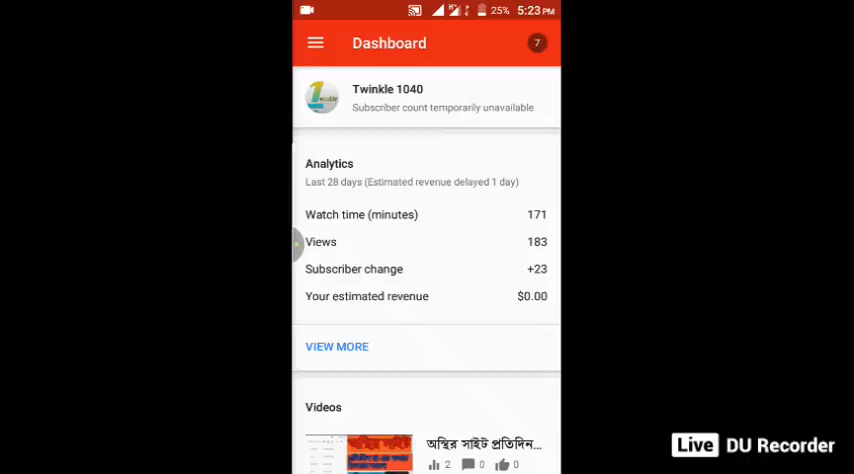 25% 5:23 PM
Dashboard 7
Twinkle 1040
Subscriber count temporarily unavailable
Analytics
Last 28 days (Estimated revenue delayed 1 day)
Watch time (minutes) 171
Views 183
Subscriber change +23
Your estimated revenue $0.00
VIEW MORE
Videos
অস্থির সাইট প্রতিদিন...
2 0 0
Live DU Recorder